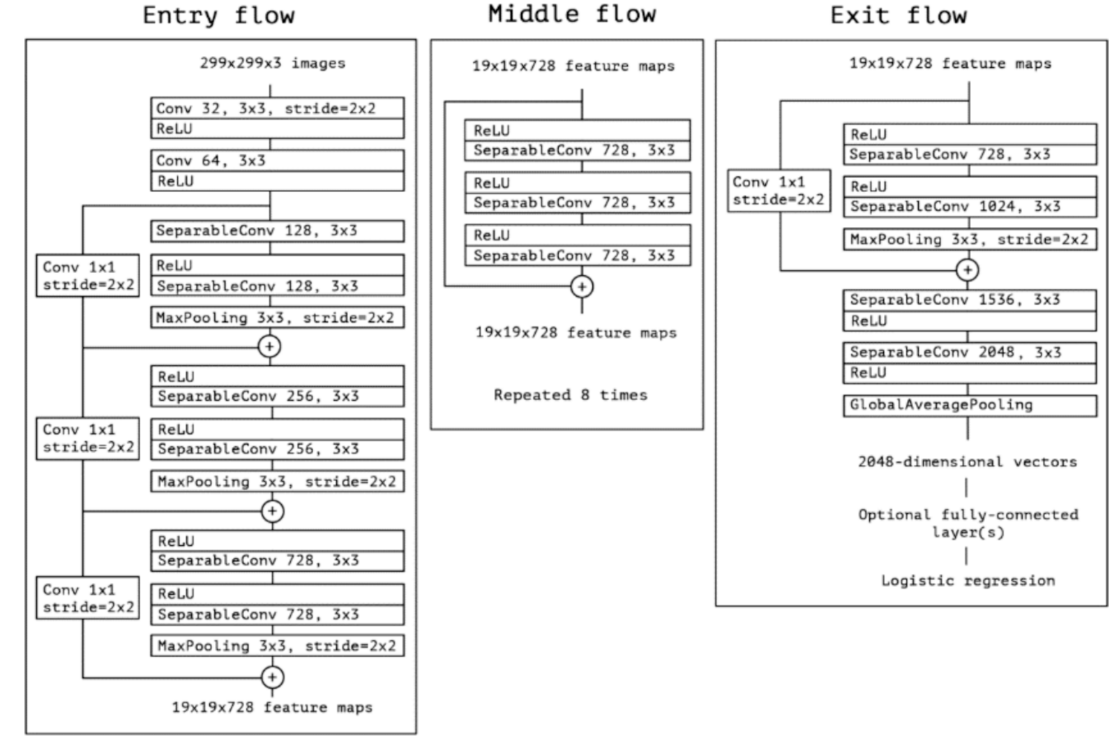 Entry flow
299x299x3 images
Conv 32, 3x3, stride=2x2
ReLU
Conv 64, 3x3
ReLU
SeparableConv 128, 3x3
Conv 1x1
stride=2x2
ReLU
SeparableConv 128, 3x3
MaxPooling 3x3, stride=2x2
+
ReLU
SeparableConv 256, 3x3
Conv 1x1
stride=2x2
ReLU
SeparableConv 256, 3x3
MaxPooling 3x3, stride=2x2
+
ReLU
SeparableConv 728, 3x3
Conv 1x1
stride=2x2
ReLU
SeparableConv 728, 3x3
MaxPooling 3x3, stride=2x2
+
19x19x728 feature maps
Middle flow
19x19x728 feature maps
ReLU
SeparableConv 728, 3x3
ReLU
SeparableConv 728, 3x3
ReLU
SeparableConv 728, 3x3
+
19x19x728 feature maps
Repeated 8 times
Exit flow
19x19x728 feature maps
ReLU
SeparableConv 728, 3x3
Conv 1x1
stride=2x2
ReLU
SeparableConv 1024, 3x3
MaxPooling 3x3, stride=2x2
+
SeparableConv 1536, 3x3
ReLU
SeparableConv 2048, 3x3
ReLU
GlobalAveragePooling
2048-dimensional vectors
Optional fully-connected
layer(s)
Logistic regression